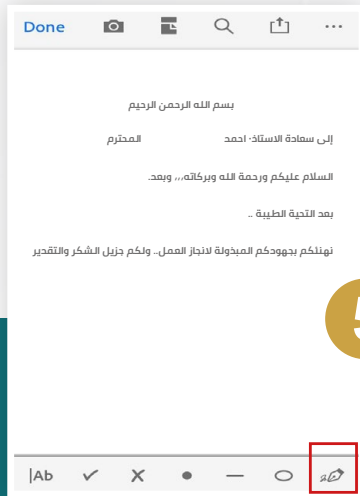 Done
بسم الله الرحمن الرحيم
إلى سعادة الاستاذ: احمد المحترم
السلام عليكم ورحمة الله وبركاته,,, وبعد.
بعد التحية الطيبة ..
نهنئكم بجهودكم المبذولة لانجاز العمل.. ولكم جزيل الشكر والتقدير
5
|Ab